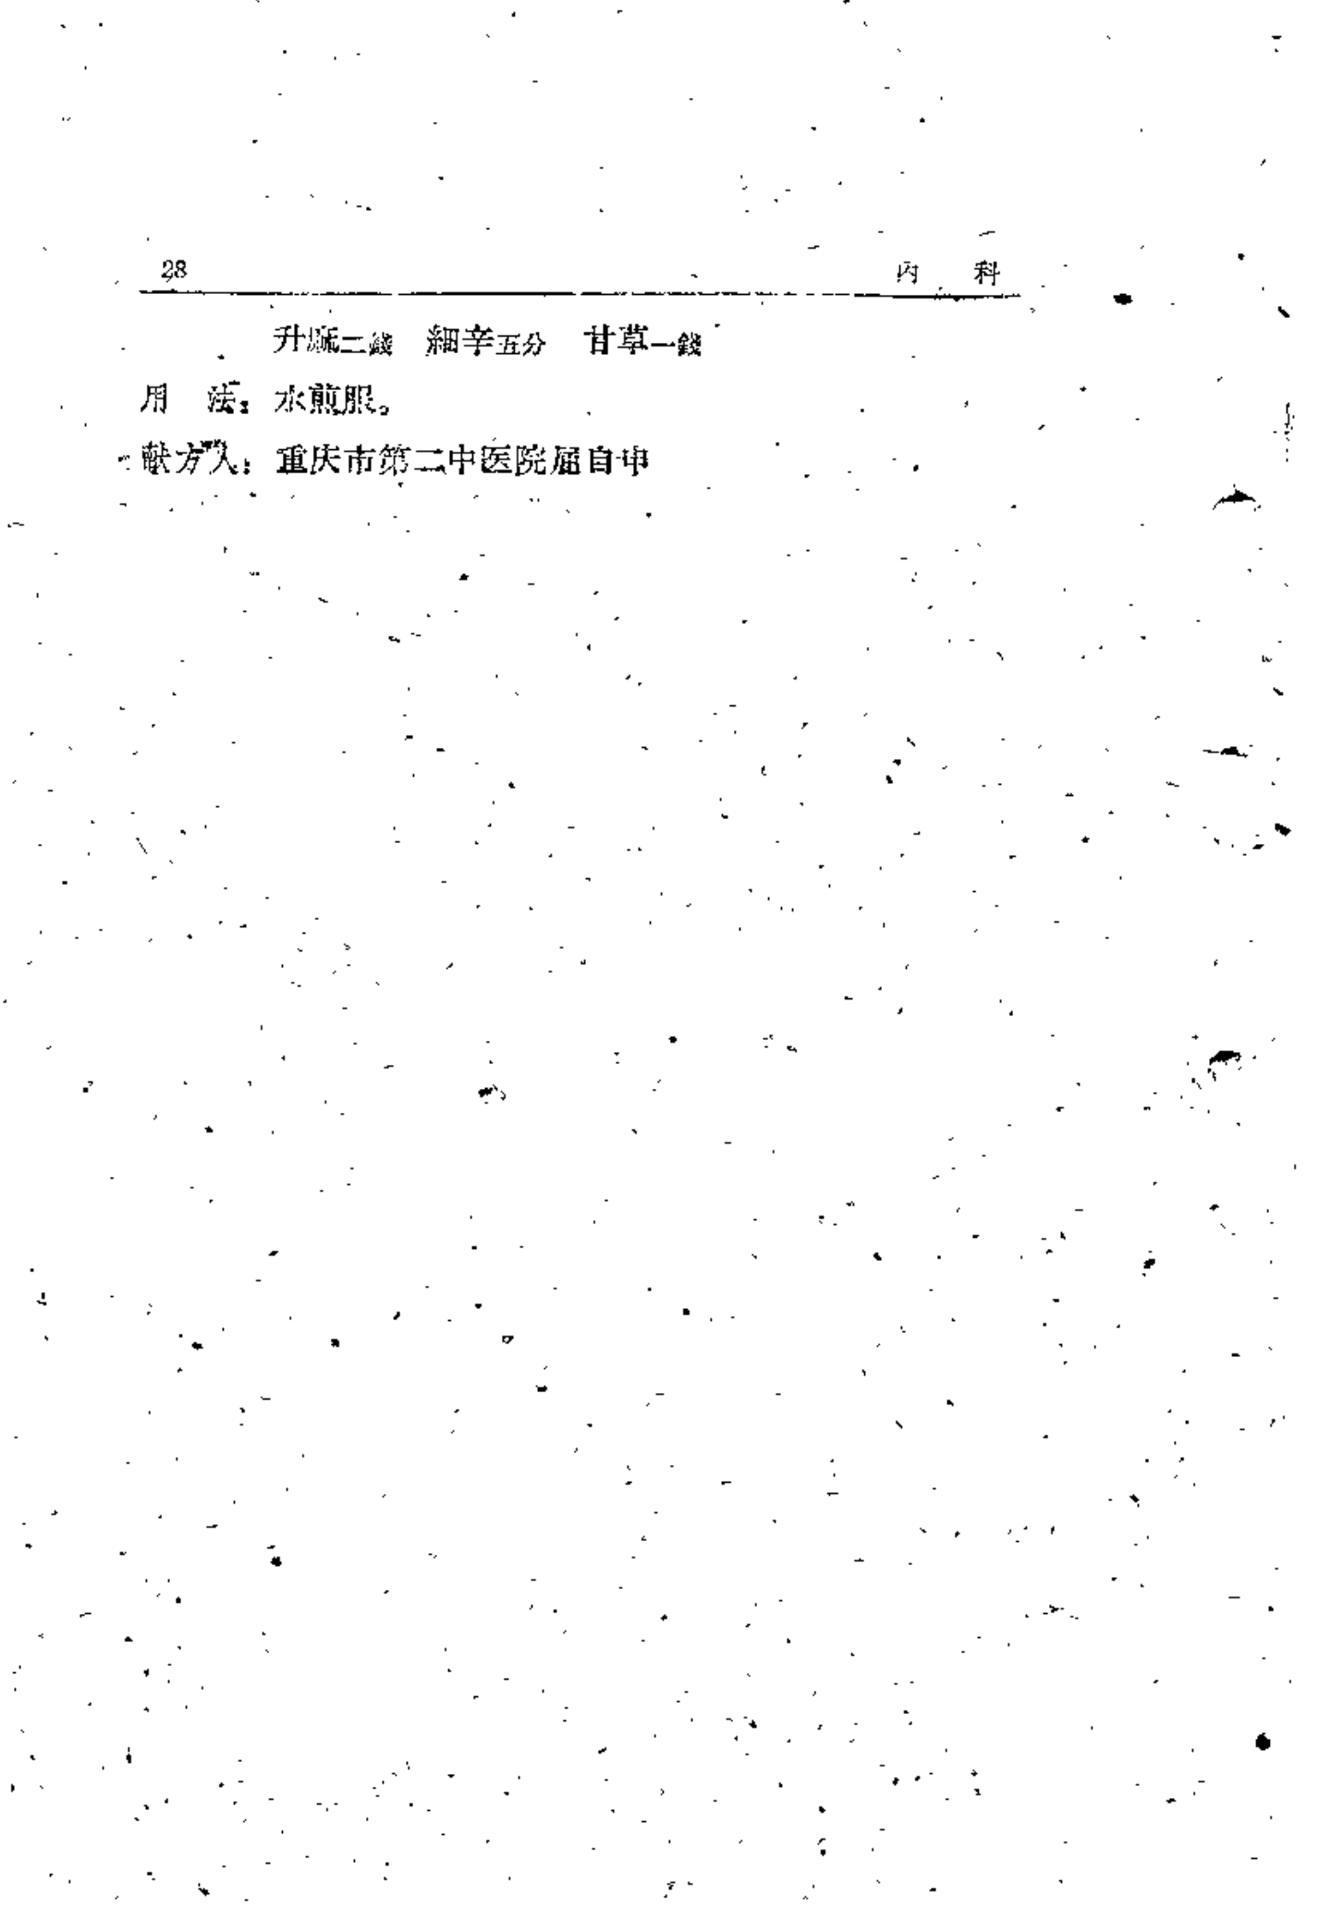 28 内 科
升麻二錢 細辛五分 甘草一錢
用 法：水煎服。
献方人：重庆市第二中医院屈自申